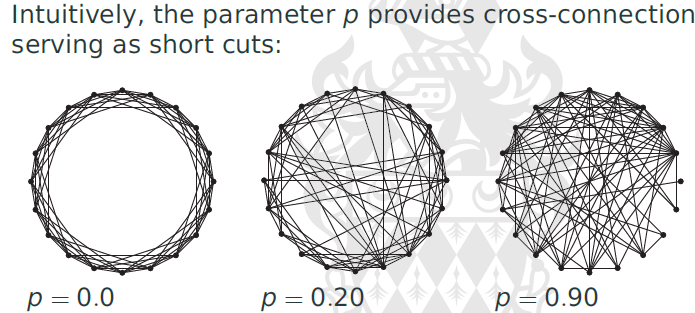 Intuitively, the parameter p provides cross-connection
serving as short cuts:
p = 0.0
p = 0.20
p = 0.90